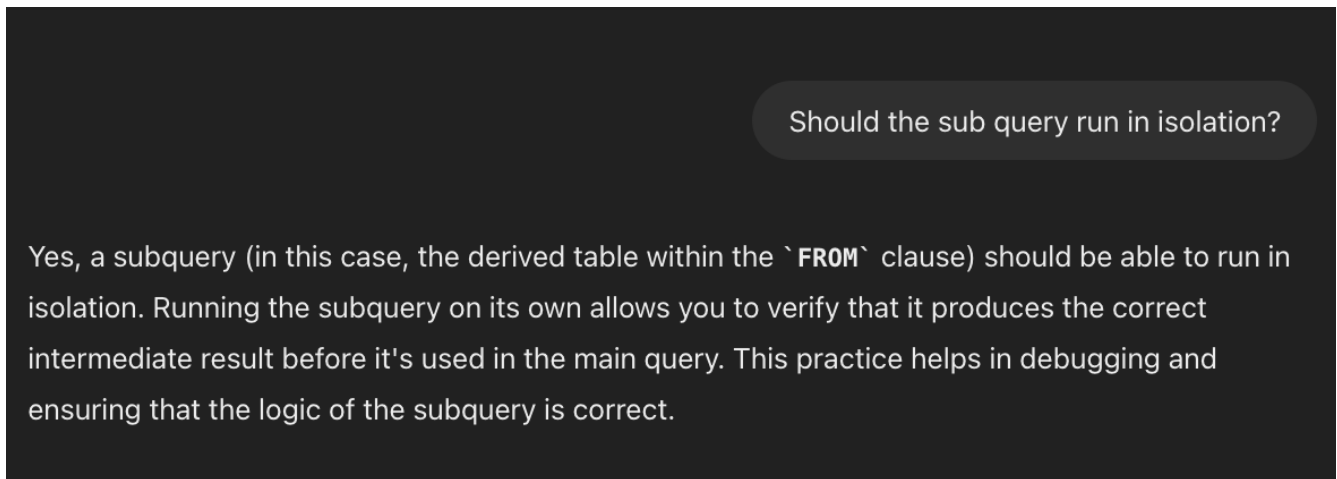 Should the sub query run in isolation?
Yes, a subquery (in this case, the derived table within the `FROM` clause) should be able to run in
isolation. Running the subquery on its own allows you to verify that it produces the correct
intermediate result before it's used in the main query. This practice helps in debugging and
ensuring that the logic of the subquery is correct.